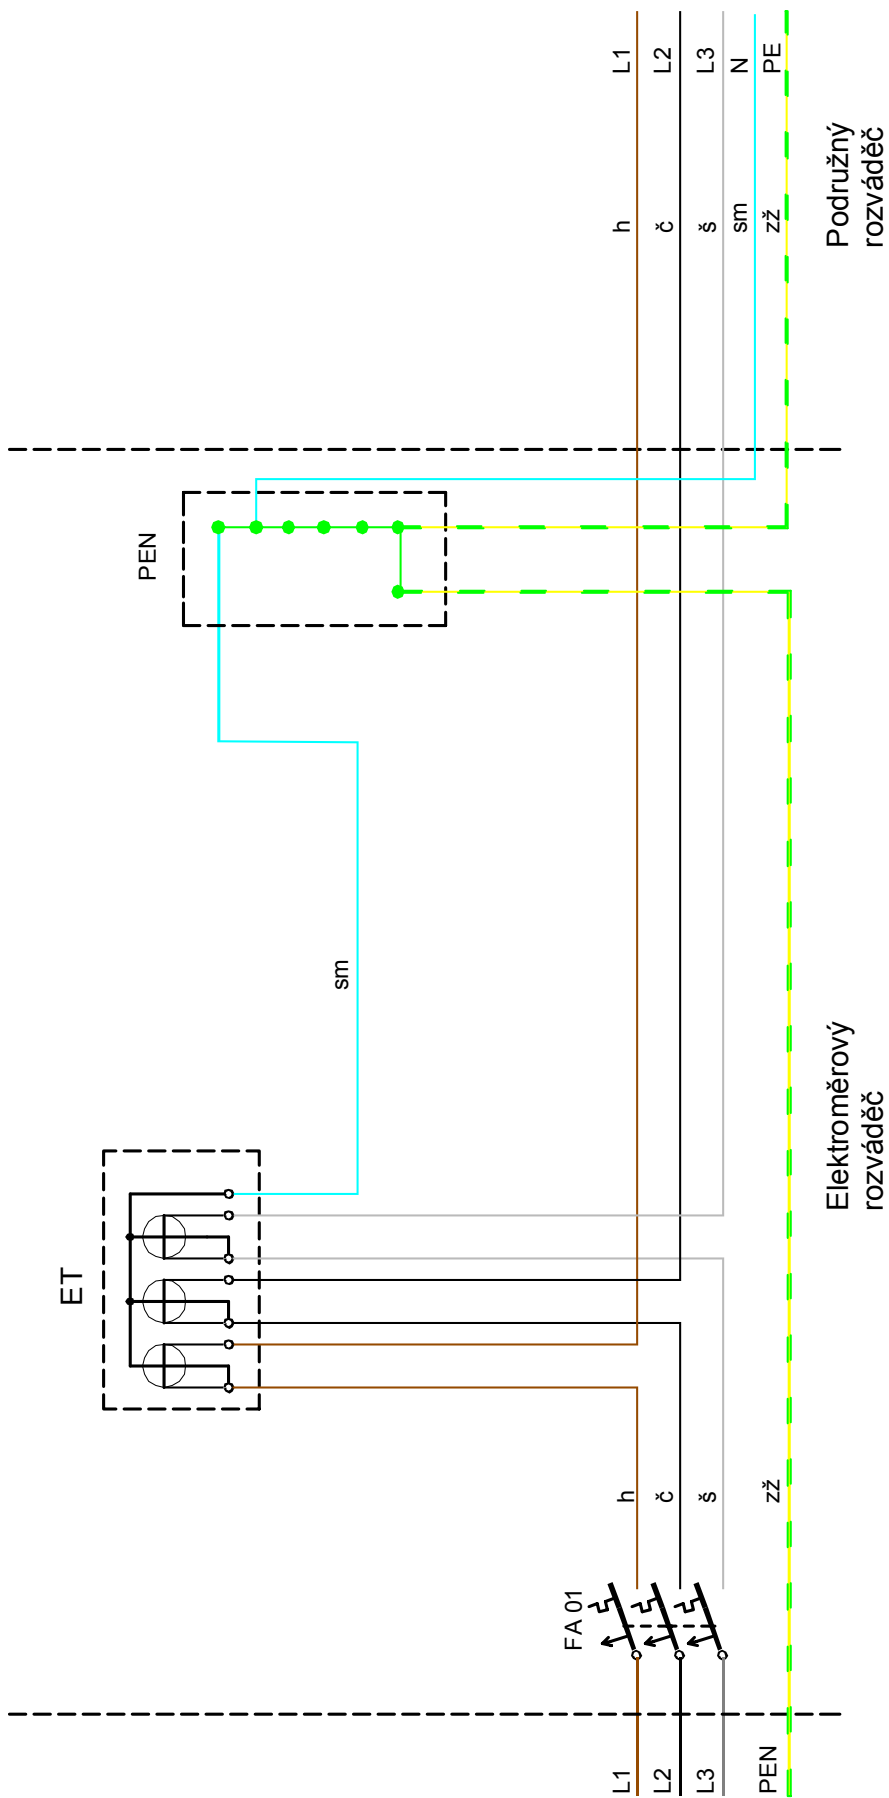 L1
L2
L3
N
PE
h
č
š
sm
zž
Podružný
rozváděč
PEN
sm
ET
Elektroměrový
rozváděč
h
č
š
zž
FA 01
L1
L2
L3
PEN